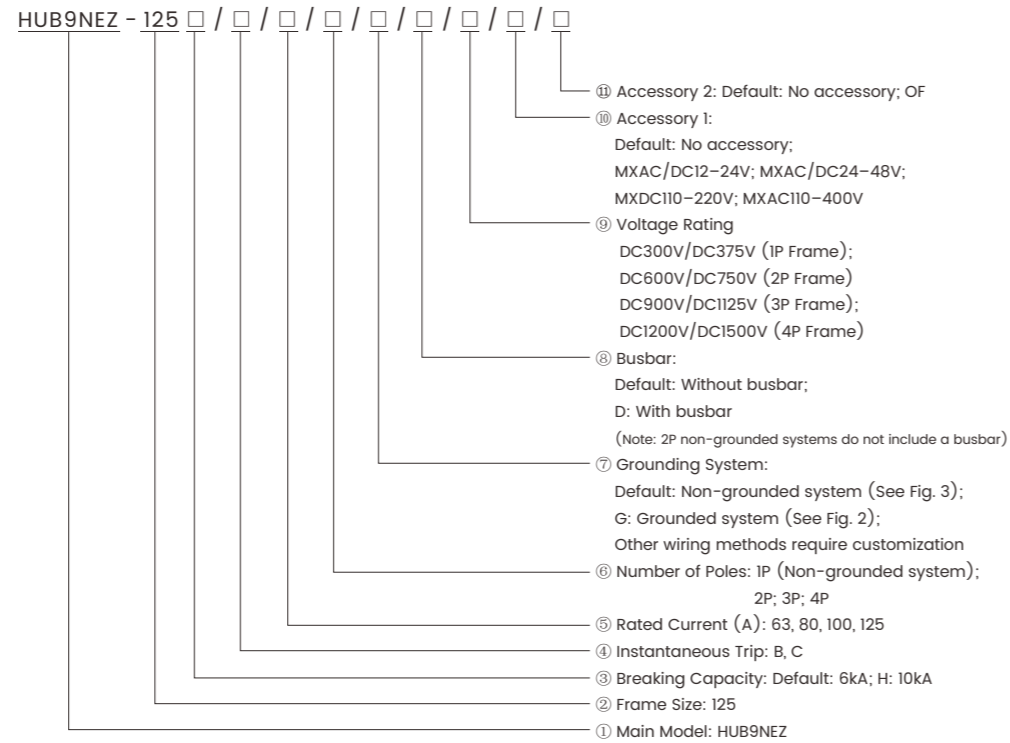 HUB9NEZ - 125 □ / □ / □ / □ / □ / □ / □ / □ / □
⑪ Accessory 2: Default: No accessory; OF
⑩ Accessory 1:
Default: No accessory;
MXAC/DC12-24V; MXAC/DC24-48V;
MXDC110-220V; MXAC110-400V
⑨ Voltage Rating
DC300V/DC375V (1P Frame);
DC600V/DC750V (2P Frame)
DC900V/DC1125V (3P Frame);
DC1200V/DC1500V (4P Frame)
⑧ Busbar:
Default: Without busbar;
D: With busbar
(Note: 2P non-grounded systems do not include a busbar)
⑦ Grounding System:
Default: Non-grounded system (See Fig. 3);
G: Grounded system (See Fig. 2);
Other wiring methods require customization
⑥ Number of Poles: 1P (Non-grounded system);
2P; 3P; 4P
⑤ Rated Current (A): 63, 80, 100, 125
④ Instantaneous Trip: B, C
③ Breaking Capacity: Default: 6kA; H: 10kA
② Frame Size: 125
① Main Model: HUB9NEZ